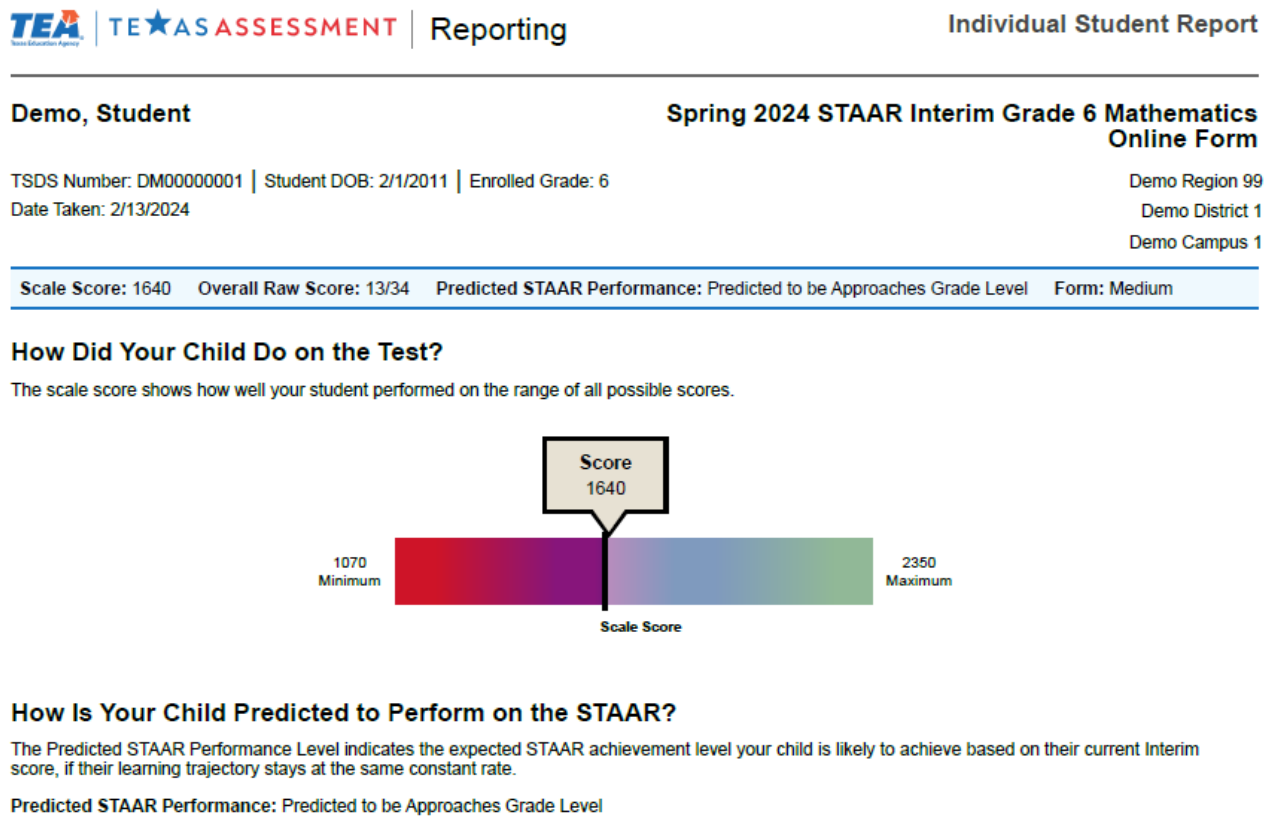 TEA TEXAS ASSESSMENT Reporting Individual Student Report
Texas Education Agency
Demo, Student
Spring 2024 STAAR Interim Grade 6 Mathematics
Online Form
TSDS Number: DM00000001 | Student DOB: 2/1/2011 | Enrolled Grade: 6
Date Taken: 2/13/2024
Demo Region 99
Demo District 1
Demo Campus 1
Scale Score: 1640 Overall Raw Score: 13/34 Predicted STAAR Performance: Predicted to be Approaches Grade Level Form: Medium
How Did Your Child Do on the Test?
The scale score shows how well your student performed on the range of all possible scores.
Score
1640
1070
Minimum
2350
Maximum
Scale Score
How Is Your Child Predicted to Perform on the STAAR?
The Predicted STAAR Performance Level indicates the expected STAAR achievement level your child is likely to achieve based on their current Interim
score, if their learning trajectory stays at the same constant rate.
Predicted STAAR Performance: Predicted to be Approaches Grade Level